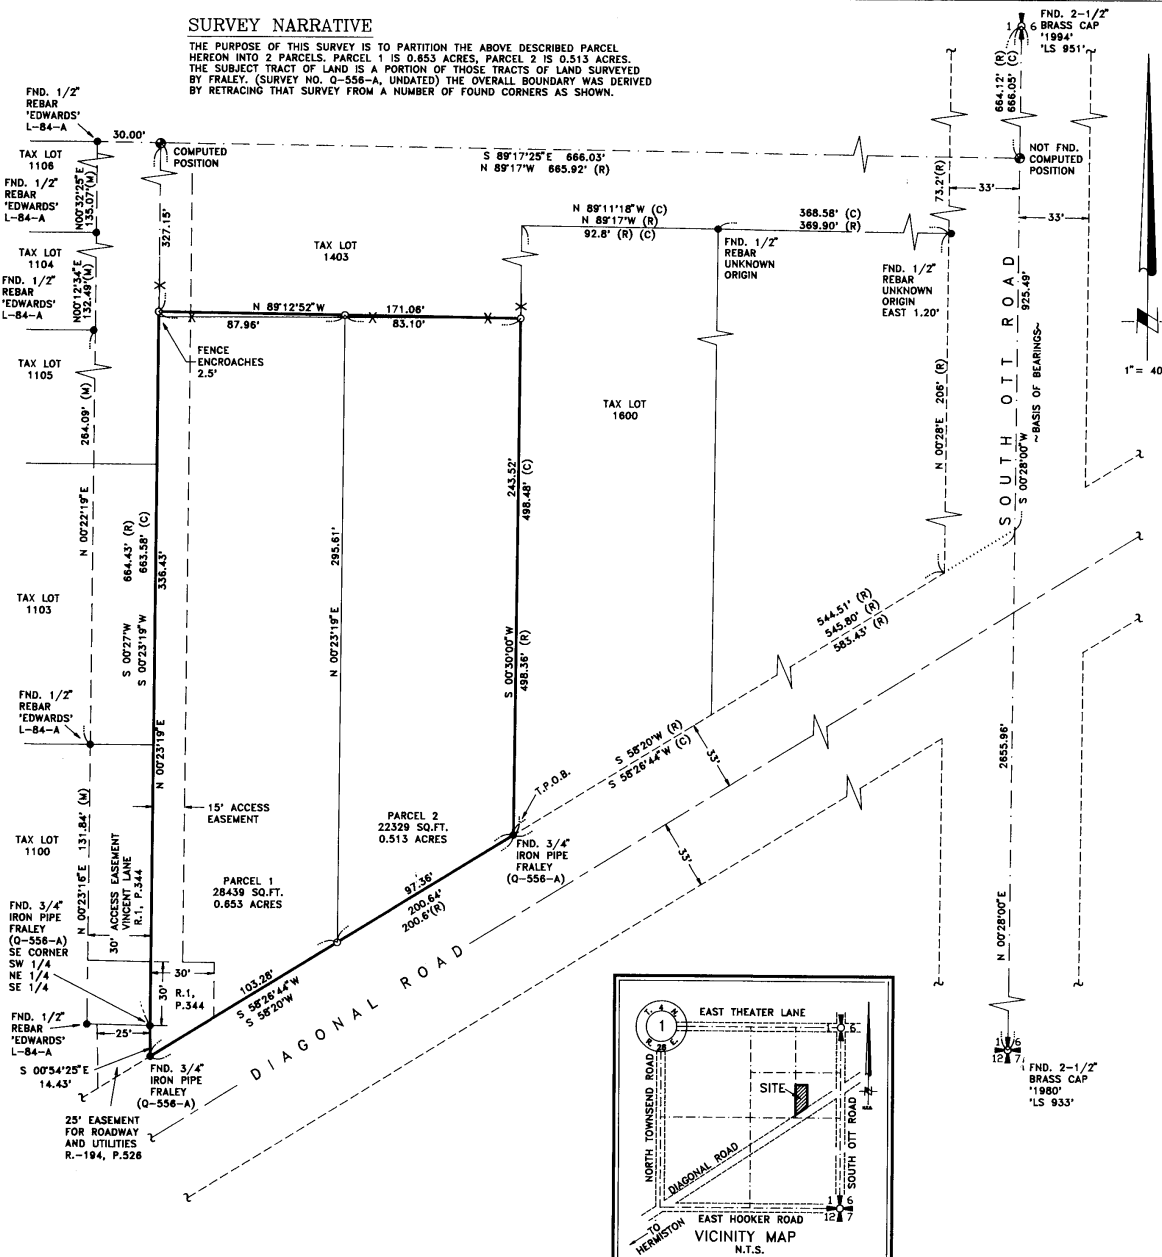 SURVEY NARRATIVE
THE PURPOSE OF THIS SURVEY IS TO PARTITION THE ABOVE DESCRIBED PARCEL
HEREON INTO 2 PARCELS. PARCEL 1 IS 0.653 ACRES, PARCEL 2 IS 0.513 ACRES.
THE SUBJECT TRACT OF LAND IS A PORTION OF THOSE TRACTS OF LAND SURVEYED
BY FRALEY. (SURVEY NO. Q-556-A, UNDATED) THE OVERALL BOUNDARY WAS DERIVED
BY RETRACING THAT SURVEY FROM A NUMBER OF FOUND CORNERS AS SHOWN.
1 6
FND. 2-1/2"
BRASS CAP
'1994'
'LS 951'
664.12' (R)
666.05' (C)
FND. 1/2"
REBAR
'EDWARDS'
L-84-A
30.00'
COMPUTED
POSITION
S 89°17'25"E 666.03'
N 89°17'W 665.92' (R)
NOT FND.
COMPUTED
POSITION
TAX LOT
1106
N00°32'25"E
135.07'(M)
FND. 1/2"
REBAR
'EDWARDS'
L-84-A
327.15'
73.2'(R)
33'
33'
N 89°11'18"W (C)
N 89°17'W (R)
92.8' (R) (C)
368.58' (C)
369.90' (R)
TAX LOT
1403
FND. 1/2"
REBAR
UNKNOWN
ORIGIN
FND. 1/2"
REBAR
UNKNOWN
ORIGIN
EAST 1.20'
TAX LOT
1104
N00°12'34"E
132.49'(M)
FND. 1/2"
REBAR
'EDWARDS'
L-84-A
N 89°12'52"W
171.06'
87.96'
83.10'
FENCE
ENCROACHES
2.5'
TAX LOT
1105
264.09' (M)
N 00°22'19"E
TAX LOT
1600
N 00°28'E 206' (R)
SOUTH OTT ROAD
925.49'
~BASIS OF BEARINGS~
S 00°28'00"W
1"= 40
243.52'
498.48' (C)
295.61'
N 00°23'19"E
S 00°30'00"W
498.36' (R)
664.43' (R)
663.58' (C)
336.43'
S 00°27'W
S 00°23'19"W
N 00°23'19"E
TAX LOT
1103
544.51' (R)
545.80' (R)
583.43' (R)
FND. 1/2"
REBAR
'EDWARDS'
L-84-A
S 58°20'W (R)
S 58°26'44"W (C)
33'
33'
2655.96'
N 00°28'00"E
T.P.O.B.
15' ACCESS
EASEMENT
PARCEL 2
22329 SQ.FT.
0.513 ACRES
FND. 3/4"
IRON PIPE
FRALEY
(Q-556-A)
TAX LOT
1100
N 00°23'16"E 131.84' (M)
30' ACCESS EASEMENT
VINCENT LANE
R.1, P.344
PARCEL 1
28439 SQ.FT.
0.653 ACRES
97.36'
200.64'
200.6'(R)
FND. 3/4"
IRON PIPE
FRALEY
(Q-556-A)
SE CORNER
SW 1/4
NE 1/4
SE 1/4
30'
30'
R.1,
P.344
103.28'
S 58°26'44"W
S 58°20'W
DIAGONAL ROAD
FND. 1/2"
REBAR
'EDWARDS'
L-84-A
25'
S 00°54'25"E
14.43'
FND. 3/4"
IRON PIPE
FRALEY
(Q-556-A)
25' EASEMENT
FOR ROADWAY
AND UTILITIES
R.-194, P.526
1 6
12 7
FND. 2-1/2"
BRASS CAP
'1980'
'LS 933'
T. 4 N.
1
R. 28 E.
EAST THEATER LANE
1 6
NORTH TOWNSEND ROAD
SITE
SOUTH OTT ROAD
DIAGONAL ROAD
1 6
12 7
EAST HOOKER ROAD
TO
HERMISTON
VICINITY MAP
N.T.S.